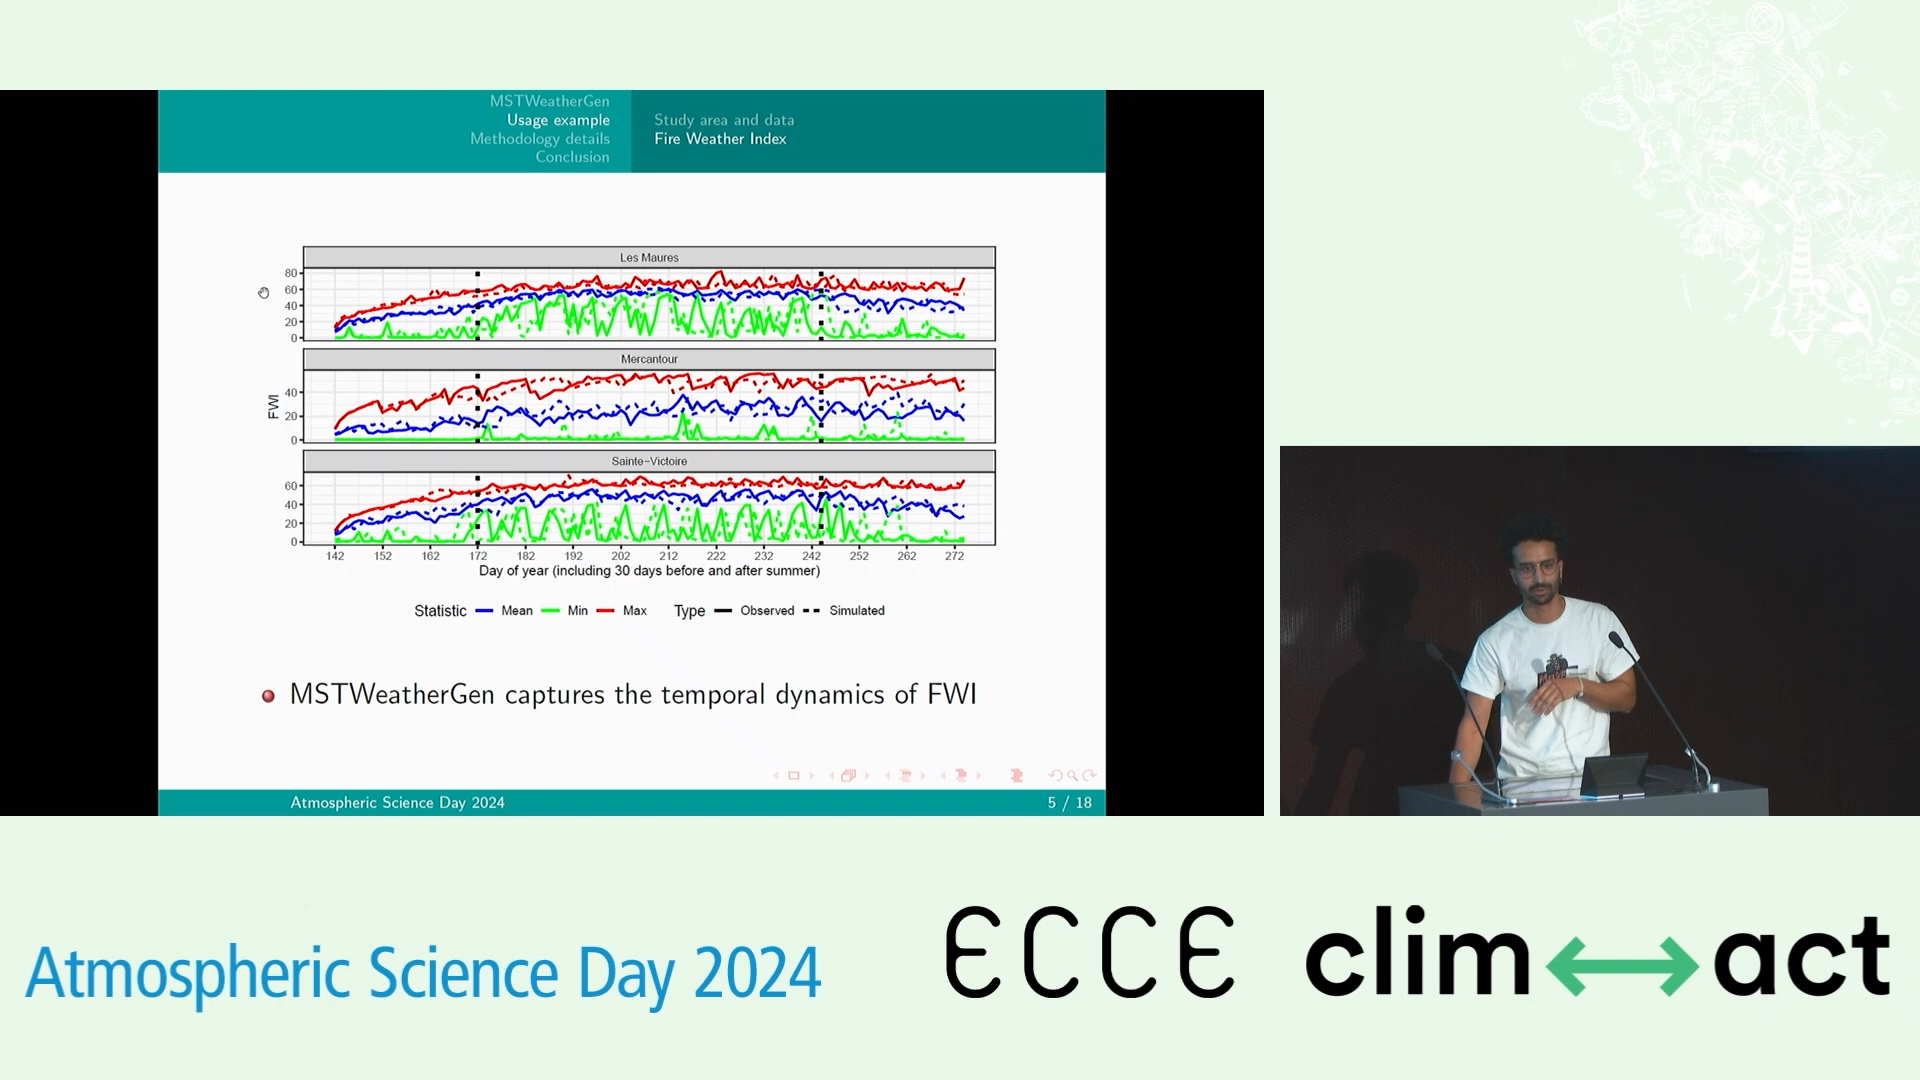 MSTWeatherGen
Usage example
Methodology details
Conclusion
Study area and data
Fire Weather Index
Les Maures
80
60
40
20
0
Mercantour
40
20
0
FWI
Sainte-Victoire
60
40
20
0
142 152 162 172 182 192 202 212 222 232 242 252 262 272
Day of year (including 30 days before and after summer)
Statistic Mean Min Max Type Observed Simulated
MSTWeatherGen captures the temporal dynamics of FWI
Atmospheric Science Day 2024 5 / 18
Atmospheric Science Day 2024
ECCE
clim act